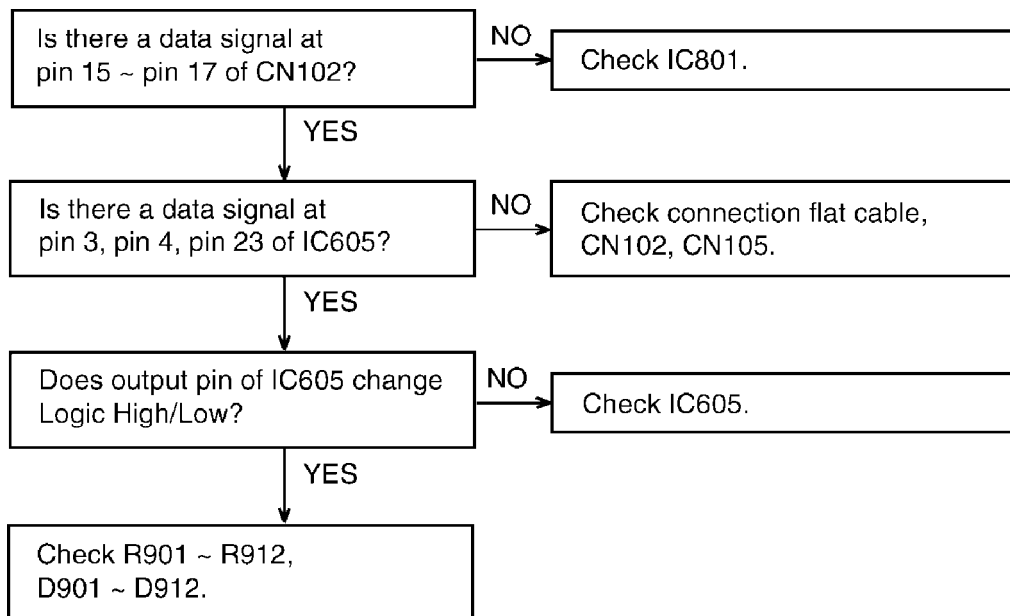 Is there a data signal at
pin 15 ~ pin 17 of CN102?
NO
Check IC801.
YES
Is there a data signal at
pin 3, pin 4, pin 23 of IC605?
NO
Check connection flat cable,
CN102, CN105.
YES
Does output pin of IC605 change
Logic High/Low?
NO
Check IC605.
YES
Check R901 ~ R912,
D901 ~ D912.